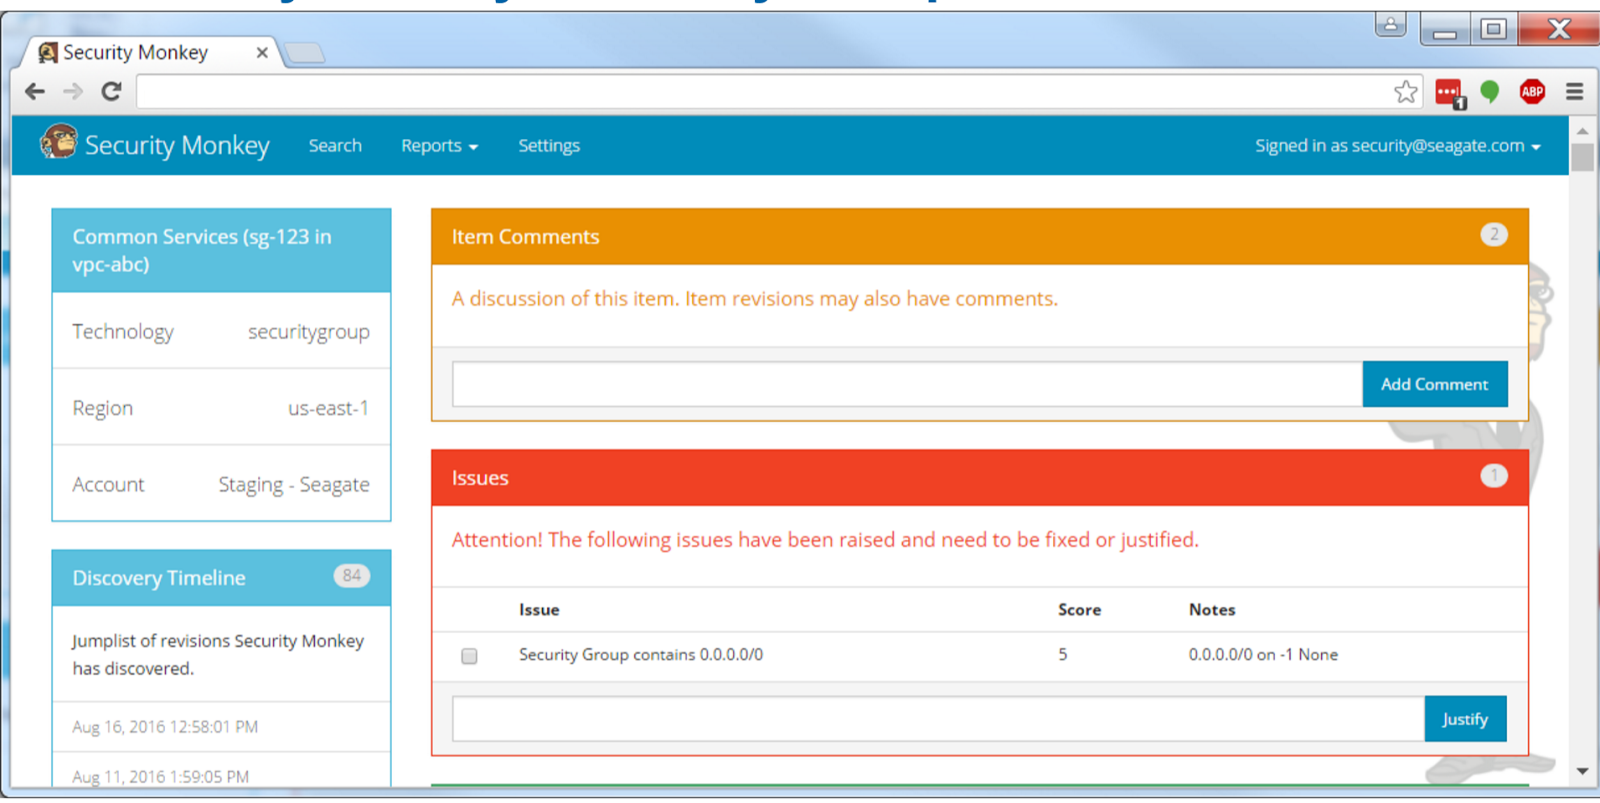 Security Monkey
1
ABP
Security Monkey Search Reports Settings Signed in as security@seagate.com
Common Services (sg-123 in
vpc-abc)
Technology securitygroup
Region us-east-1
Account Staging - Seagate
Discovery Timeline 84
Jumplist of revisions Security Monkey
has discovered.
Aug 16, 2016 12:58:01 PM
Aug 11, 2016 1:59:05 PM
Item Comments 2
A discussion of this item. Item revisions may also have comments.
Add Comment
Issues 1
Attention! The following issues have been raised and need to be fixed or justified.
Issue Score Notes
Security Group contains 0.0.0.0/0 5 0.0.0.0/0 on -1 None
Justify